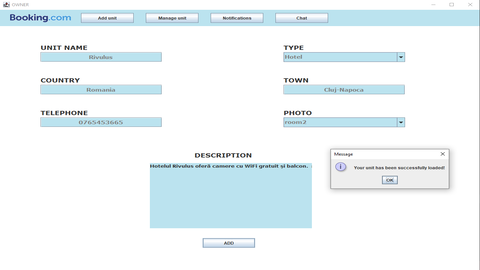 OWNER
Booking.com
Add unit
Manage unit
Notifications
Chat
UNIT NAME
TYPE
Rivulus
Hotel
COUNTRY
TOWN
Romania
Cluj-Napoca
TELEPHONE
PHOTO
0765453665
room2
DESCRIPTION
Hotelul Rivulus oferă camere cu WiFi gratuit și balcon.
Message
Your unit has been successfully loaded!
OK
ADD